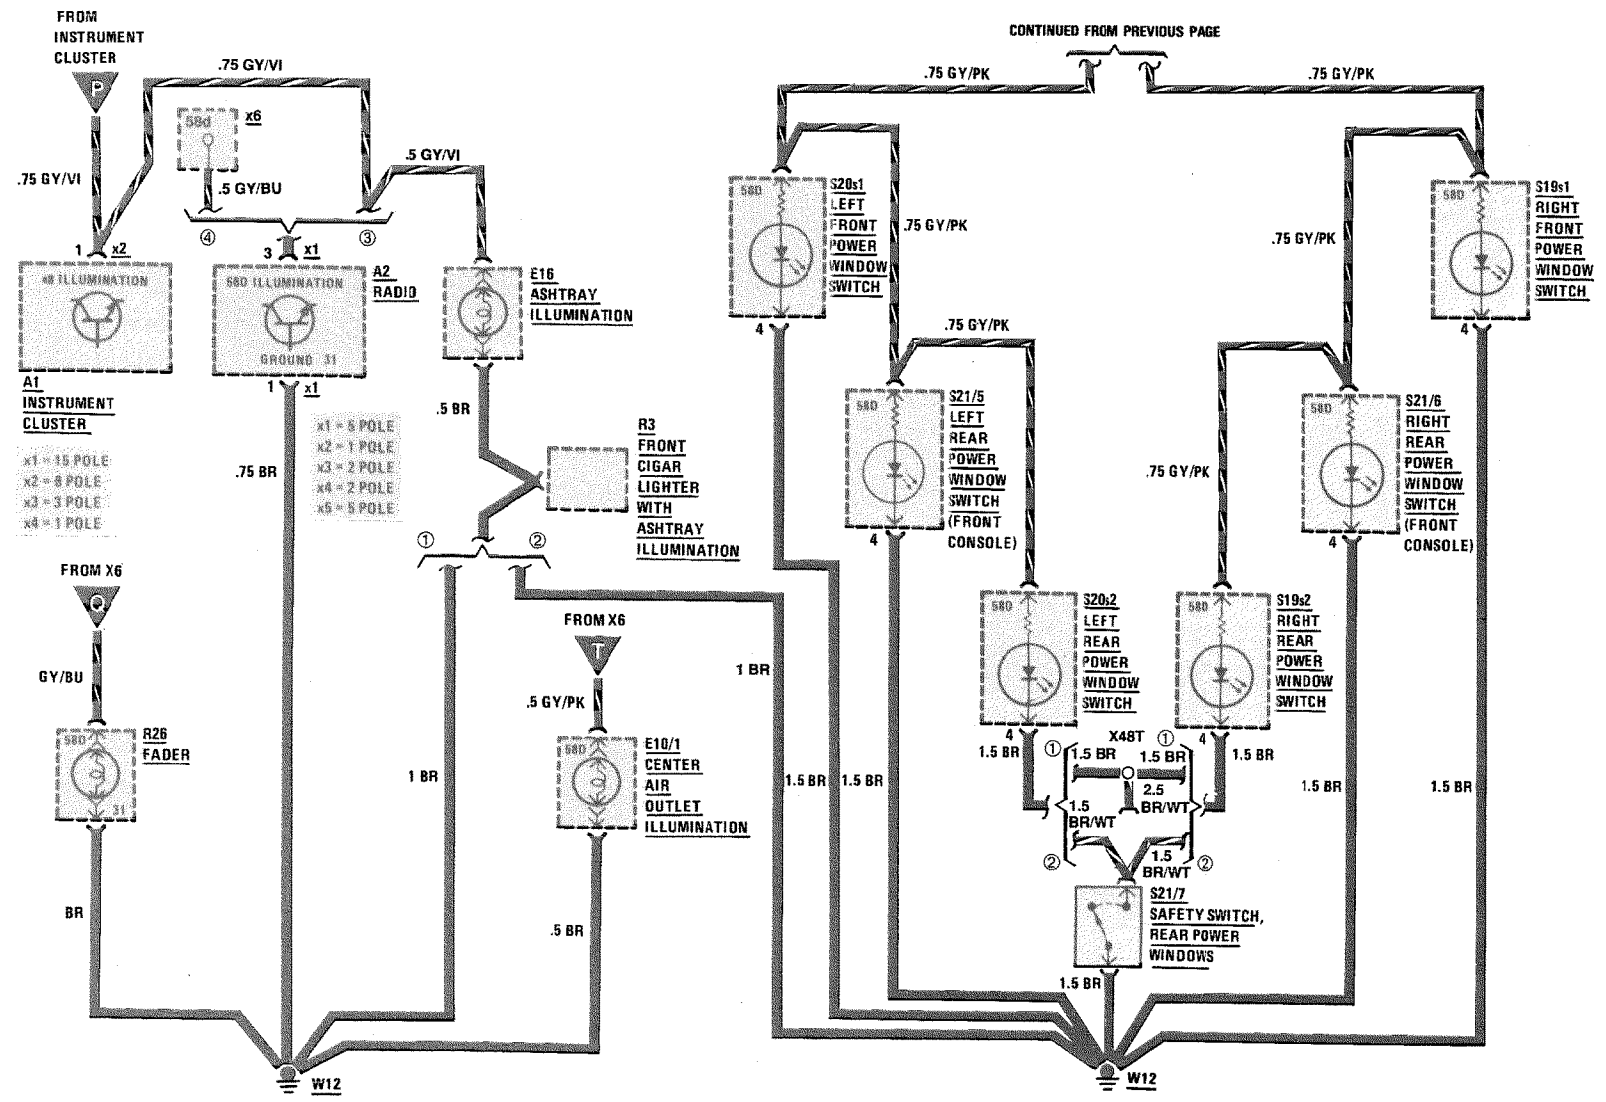 FROM
INSTRUMENT
CLUSTER
P
.75 GY/VI
.75 GY/VI
58d
x6
.5 GY/BU
.5 GY/VI
④
③
1 x2
3 x1
58D ILLUMINATION
A1
INSTRUMENT
CLUSTER
x1 = 15 POLE
x2 = 8 POLE
x3 = 3 POLE
x4 = 1 POLE
GROUND 31
A2
RADIO
1 x1
.75 BR
x1 = 6 POLE
x2 = 1 POLE
x3 = 2 POLE
x4 = 2 POLE
x5 = 5 POLE
E16
ASHTRAY
ILLUMINATION
.5 BR
R3
FRONT
CIGAR
LIGHTER
WITH
ASHTRAY
ILLUMINATION
①
②
FROM X6
Q
GY/BU
58D
31
R26
FADER
BR
1 BR
FROM X6
T
.5 GY/PK
58D
E10/1
CENTER
AIR
OUTLET
ILLUMINATION
.5 BR
1 BR
W12
CONTINUED FROM PREVIOUS PAGE
.75 GY/PK
.75 GY/PK
58D
S20s1
LEFT
FRONT
POWER
WINDOW
SWITCH
4
.75 GY/PK
.75 GY/PK
58D
S21/5
LEFT
REAR
POWER
WINDOW
SWITCH
(FRONT
CONSOLE)
4
58D
S20s2
LEFT
REAR
POWER
WINDOW
SWITCH
4
1.5 BR
58D
S19s1
RIGHT
FRONT
POWER
WINDOW
SWITCH
4
.75 GY/PK
.75 GY/PK
58D
S21/6
RIGHT
REAR
POWER
WINDOW
SWITCH
(FRONT
CONSOLE)
4
58D
S19s2
RIGHT
REAR
POWER
WINDOW
SWITCH
4
1.5 BR
X48T
①
①
1.5 BR
1.5 BR
2.5
BR/WT
1.5
BR/WT
②
②
1.5
BR/WT
S21/7
SAFETY SWITCH,
REAR POWER
WINDOWS
1.5 BR
1.5 BR
1.5 BR
1.5 BR
1.5 BR
W12